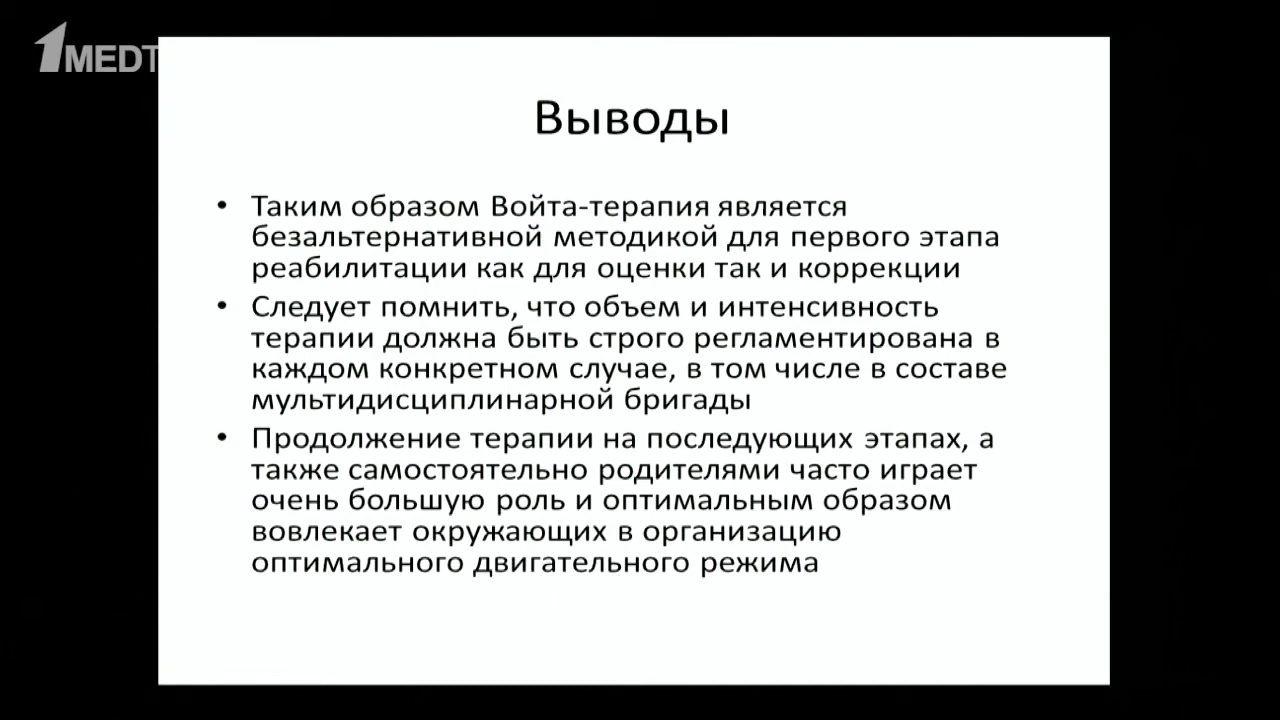 1MEDT
Выводы
• Таким образом Войта-терапия является
безальтернативной методикой для первого этапа
реабилитации как для оценки так и коррекции
• Следует помнить, что объем и интенсивность
терапии должна быть строго регламентирована в
каждом конкретном случае, в том числе в составе
мультидисциплинарной бригады
• Продолжение терапии на последующих этапах, а
также самостоятельно родителями часто играет
очень большую роль и оптимальным образом
вовлекает окружающих в организацию
оптимального двигательного режима